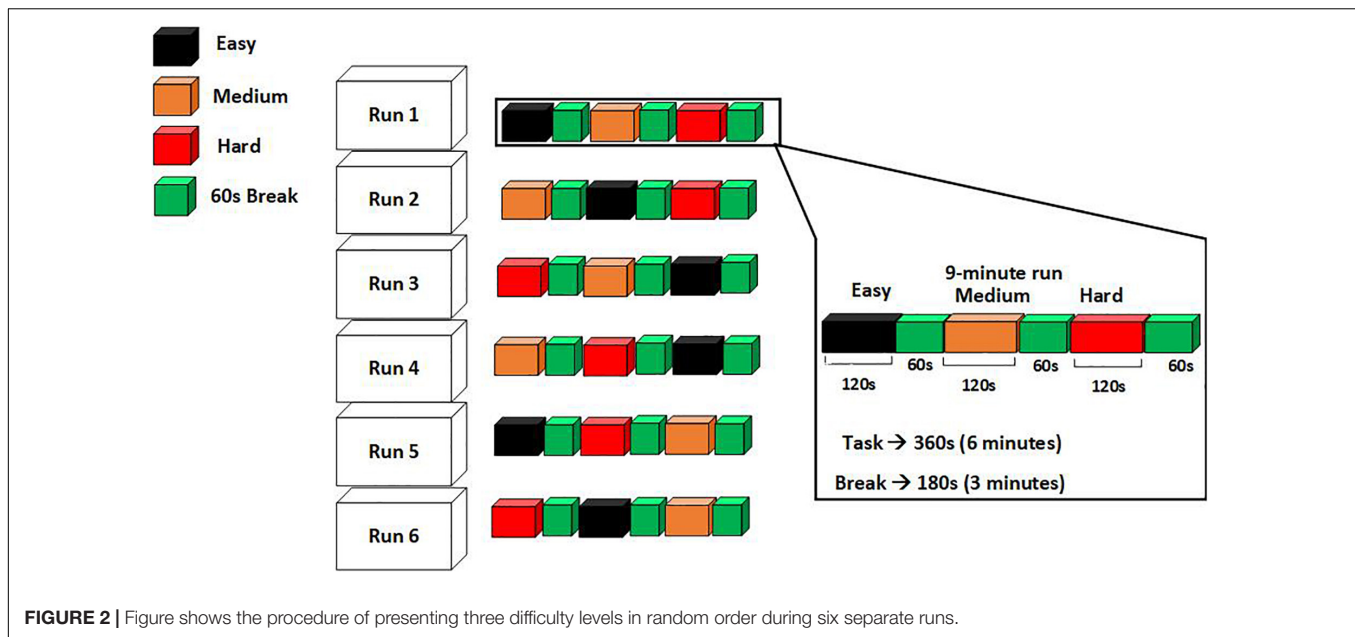 Easy
Medium
Hard
60s Break
Run 1
Run 2
Run 3
Run 4
Run 5
Run 6
9-minute run
Easy Medium Hard
120s 60s 120s 60s 120s 60s
Task → 360s (6 minutes)
Break → 180s (3 minutes)
FIGURE 2 | Figure shows the procedure of presenting three difficulty levels in random order during six separate runs.